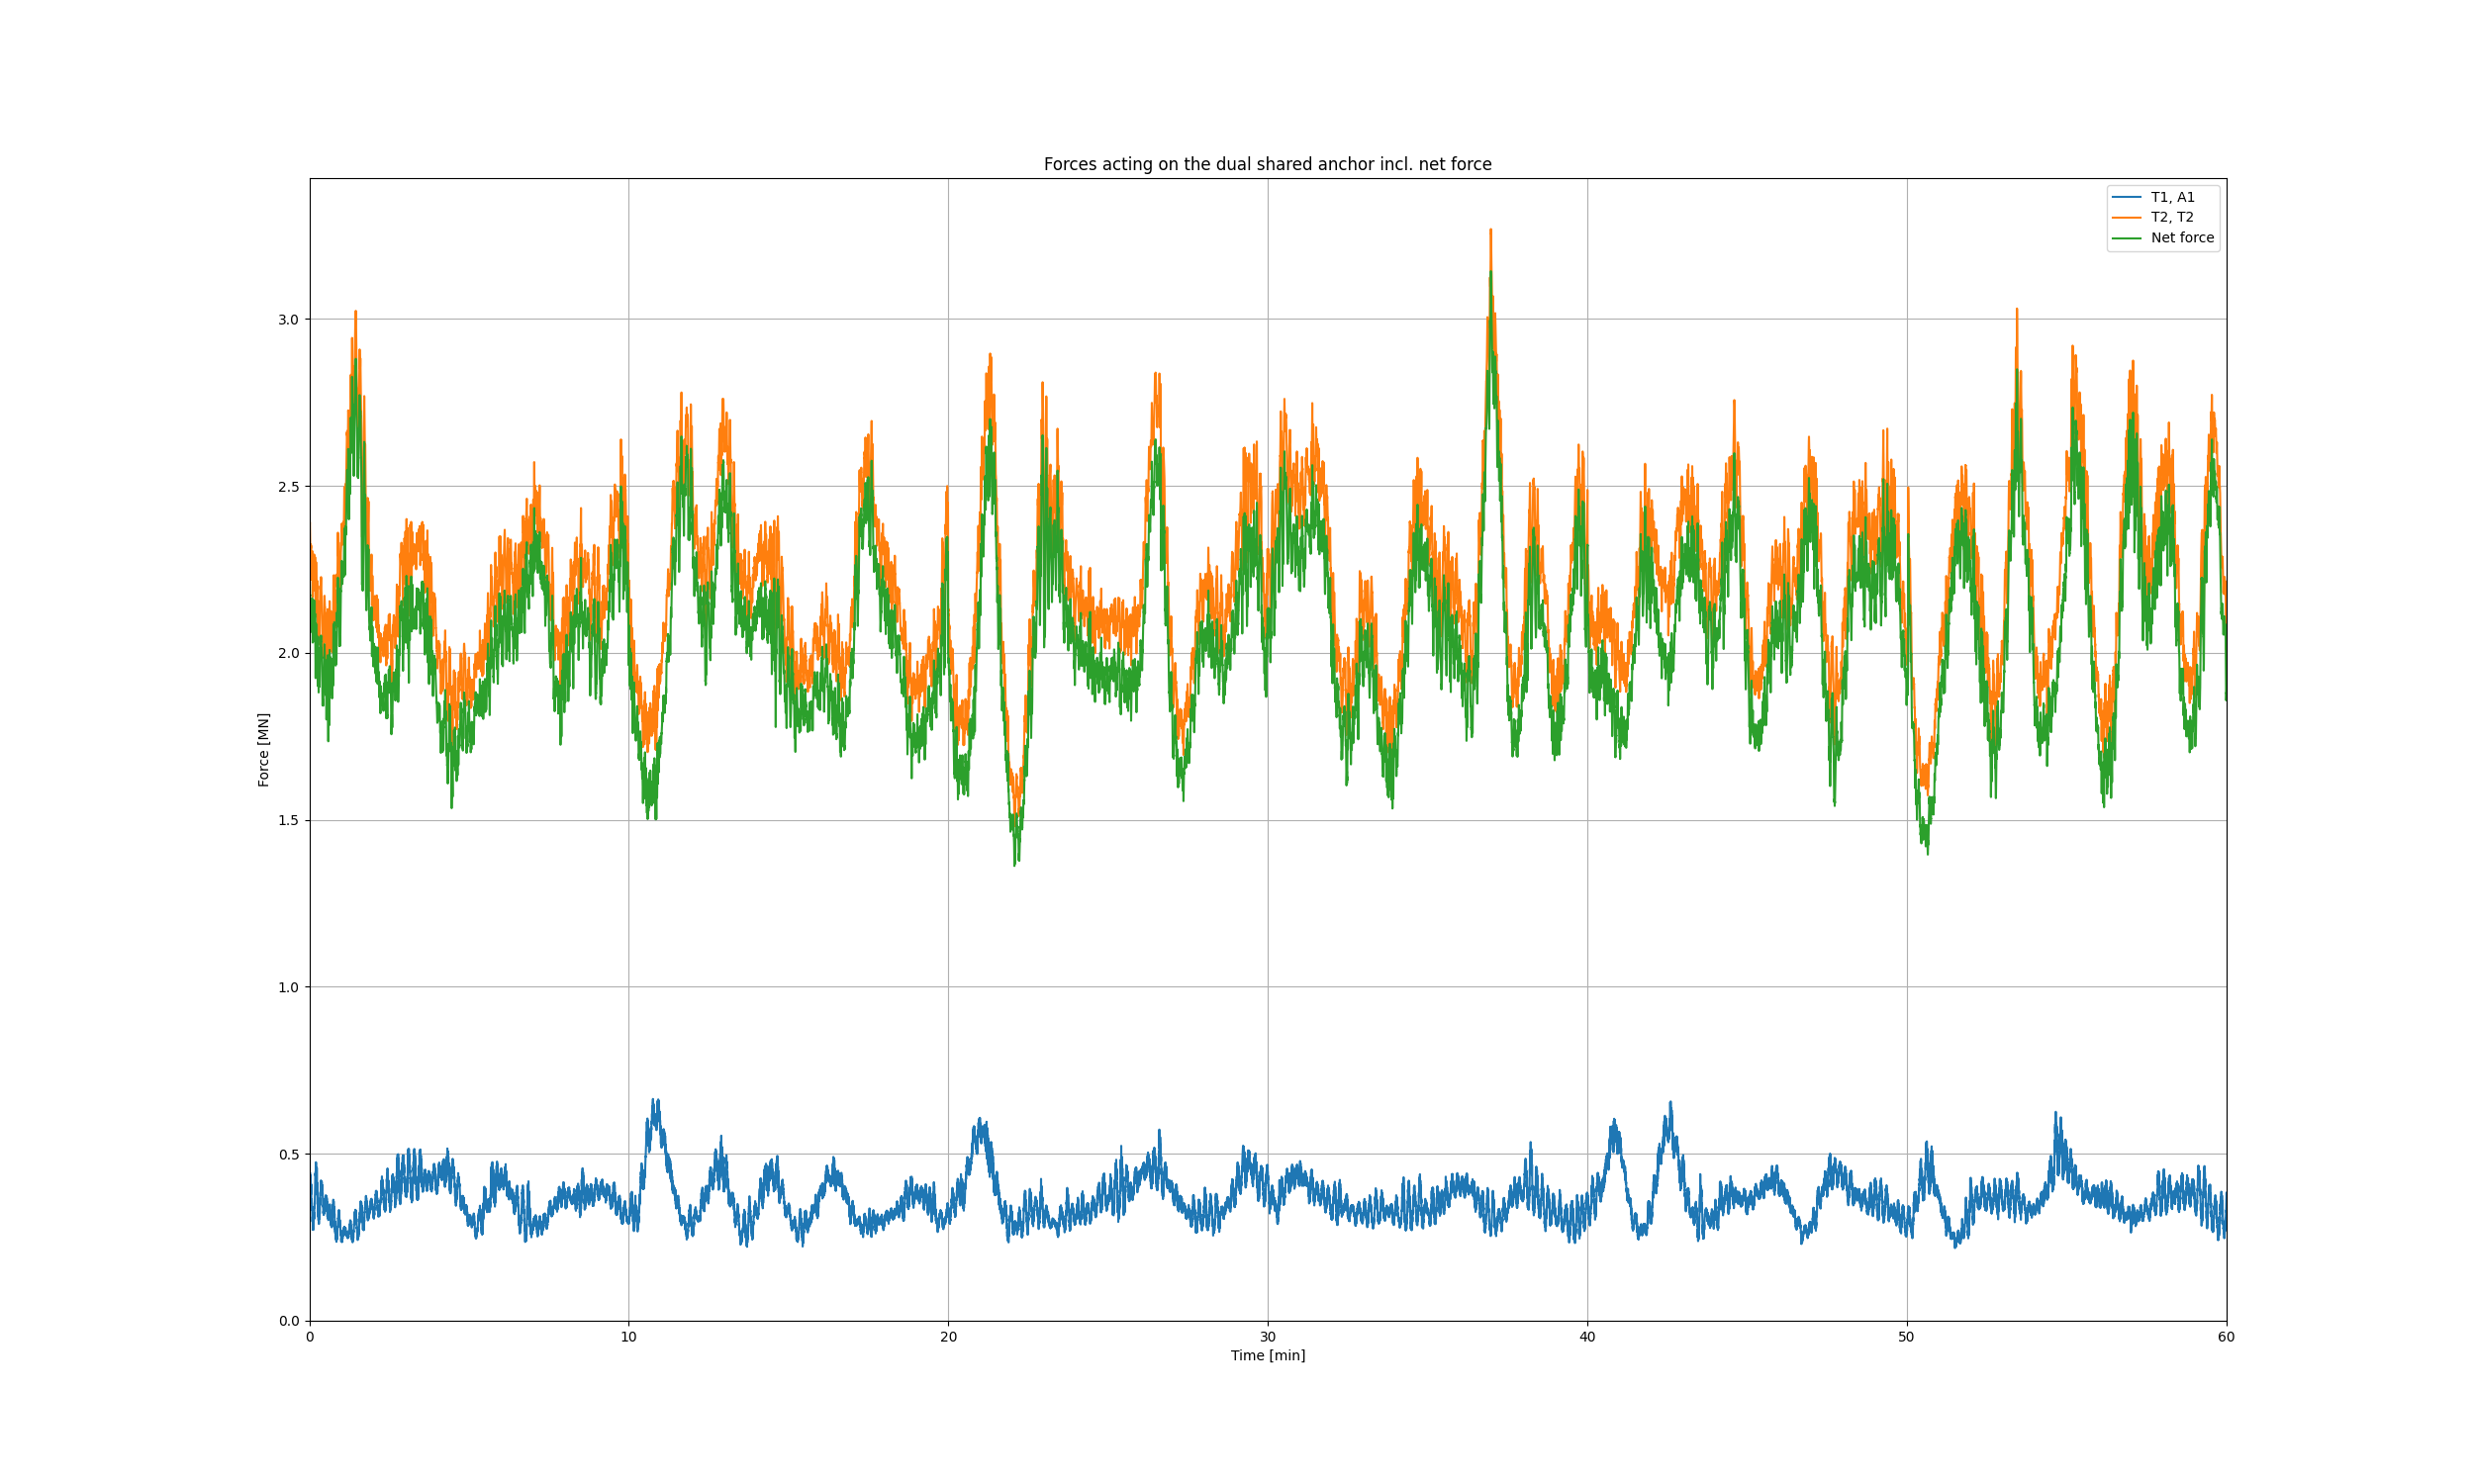 Forces acting on the dual shared anchor incl. net force
T1, A1
T2, T2
Net force
Force [MN]
3.0
2.5
2.0
1.5
1.0
0.5
0.0
0
10
20
30
40
50
60
Time [min]